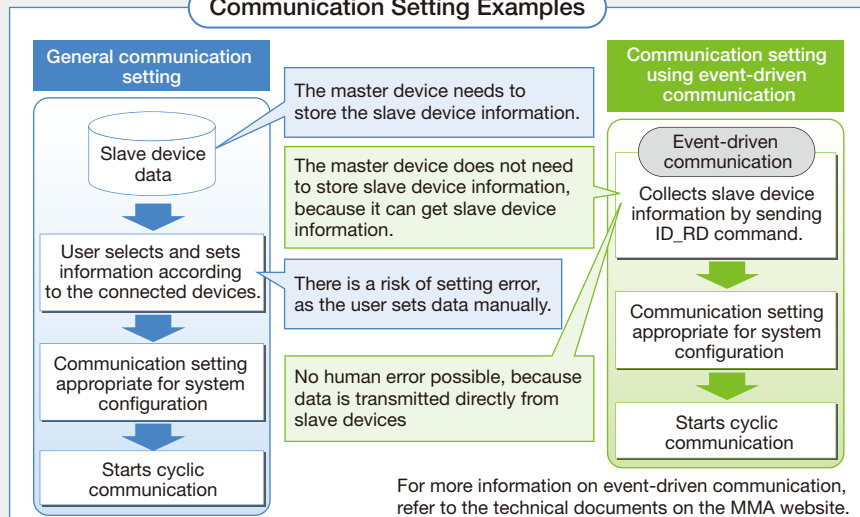 Communication Setting Examples
General communication
setting
Slave device
data
User selects and sets
information according
to the connected devices.
Communication setting
appropriate for system
configuration
Starts cyclic
communication
The master device needs to
store the slave device information.
The master device does not need
to store slave device information,
because it can get slave device
information.
There is a risk of setting error,
as the user sets data manually.
No human error possible, because
data is transmitted directly from
slave devices
Communication setting
using event-driven
communication
Event-driven
communication
Collects slave device
information by sending
ID_RD command.
Communication setting
appropriate for system
configuration
Starts cyclic
communication
For more information on event-driven communication,
refer to the technical documents on the MMA website.